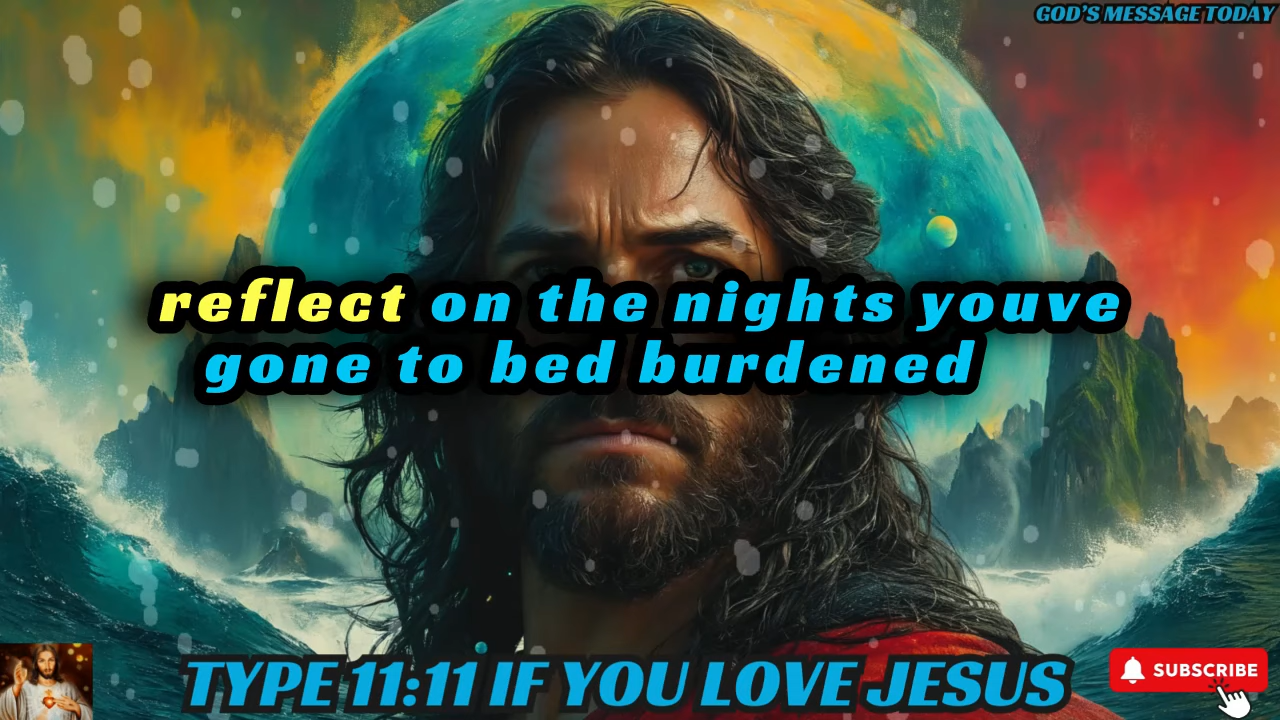 GOD'S MESSAGE TODAY
reflect on the nights youve
gone to bed burdened
TYPE 11:11 IF YOU LOVE JESUS
SUBSCRIBE